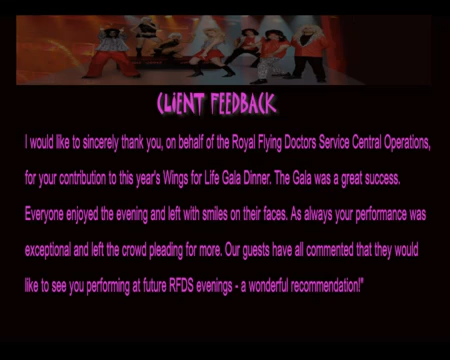 CLIENT FEEDBACK
I would like to sincerely thank you, on behalf of the Royal Flying Doctors Service Central Operations,
for your contribution to this year's Wings for Life Gala Dinner. The Gala was a great success.
Everyone enjoyed the evening and left with smiles on their faces. As always your performance was
exceptional and left the crowd pleading for more. Our guests have all commented that they would
like to see you performing at future RFDS evenings - a wonderful recommendation!"